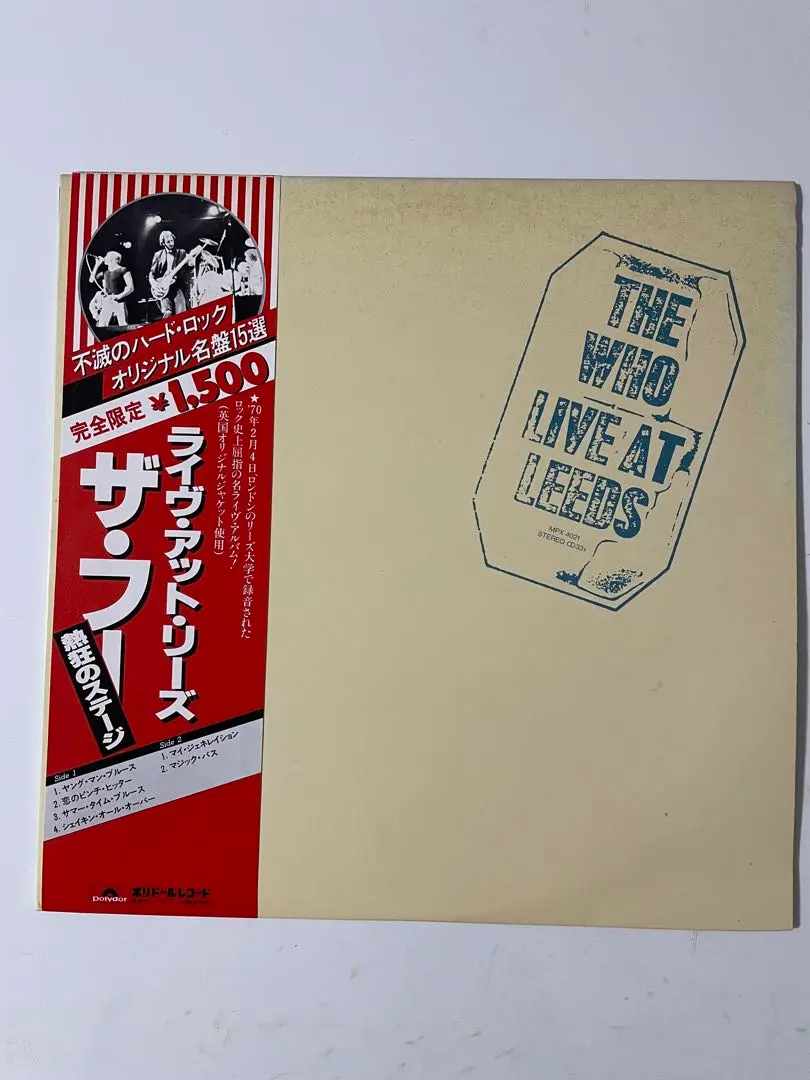 不滅のハード・ロック
オリジナル名盤15選
完全限定 ¥1,500
★'70年2月4日、ロンドンのリーズ大学で録音された
ロック史上屈指の名ライヴ・アルバム!
(英国オリジナルジャケット使用)
ライヴ・アット・リーズ
ザ・フー
熱狂のステージ
Side 1
1. ヤング・マン・ブルース
2. 恋のピンチ・ヒッター
3. サマー・タイム・ブルース
4. シェイキン・オール・オーバー
Side 2
1. マイ・ジェネレイション
2. マジック・バス
polydor
ポリドールレコード
THE
WHO
LIVE AT
LEEDS
MPX 4021
STEREO CD33⅓